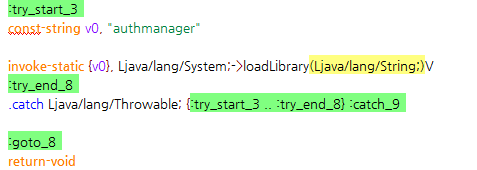 :try_start_3
const-string v0, "authmanager"
invoke-static {v0}, Ljava/lang/System;->loadLibrary(Ljava/lang/String;)V
:try_end_8
.catch Ljava/lang/Throwable; {:try_start_3 .. :try_end_8} :catch_9
:goto_8
return-void